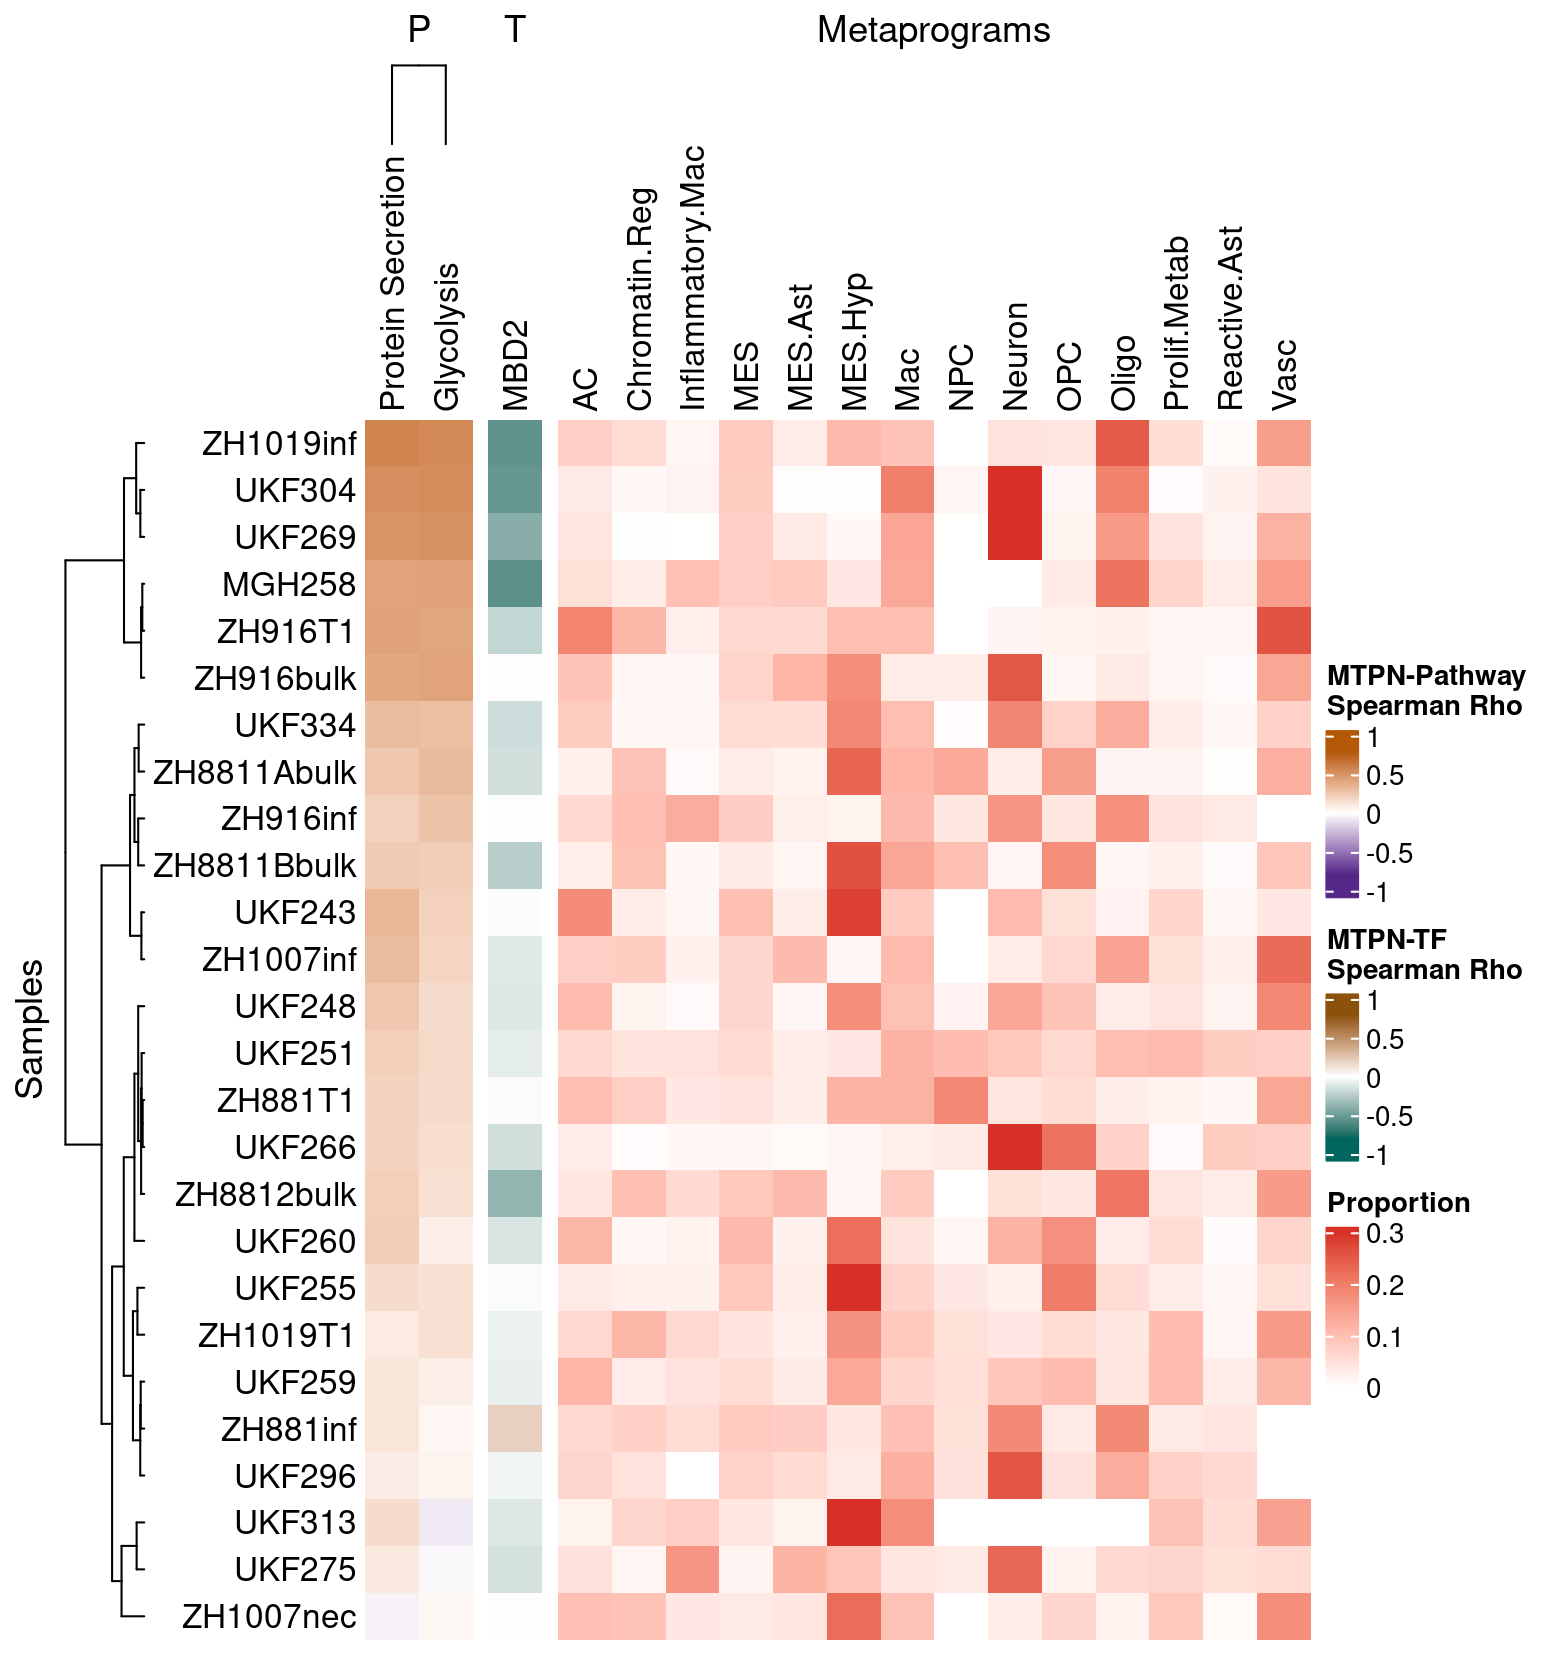 P T Metaprograms
Protein Secretion
Glycolysis
MBD2
AC
Chromatin.Reg
Inflammatory.Mac
MES
MES.Ast
MES.Hyp
Mac
NPC
Neuron
OPC
Oligo
Prolif.Metab
Reactive.Ast
Vasc
Samples
ZH1019inf
UKF304
UKF269
MGH258
ZH916T1
ZH916bulk
UKF334
ZH8811Abulk
ZH916inf
ZH8811Bbulk
UKF243
ZH1007inf
UKF248
UKF251
ZH881T1
UKF266
ZH8812bulk
UKF260
UKF255
ZH1019T1
UKF259
ZH881inf
UKF296
UKF313
UKF275
ZH1007nec
MTPN-Pathway
Spearman Rho
1
0.5
0
-0.5
-1
MTPN-TF
Spearman Rho
1
0.5
0
-0.5
-1
Proportion
0.3
0.2
0.1
0